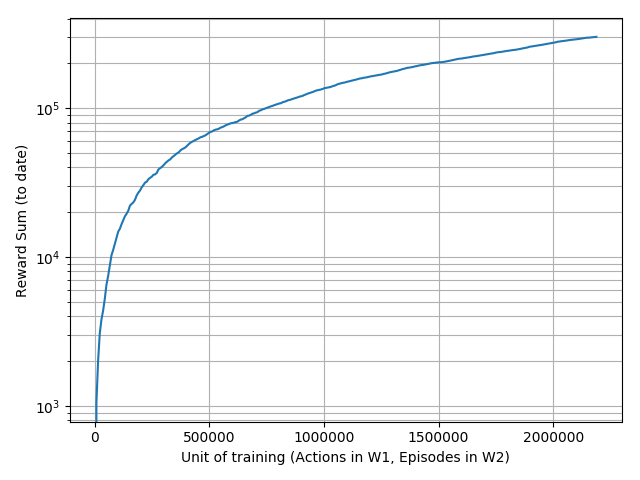 Reward Sum (to date)
10^5
10^4
10^3
0 500000 1000000 1500000 2000000
Unit of training (Actions in W1, Episodes in W2)